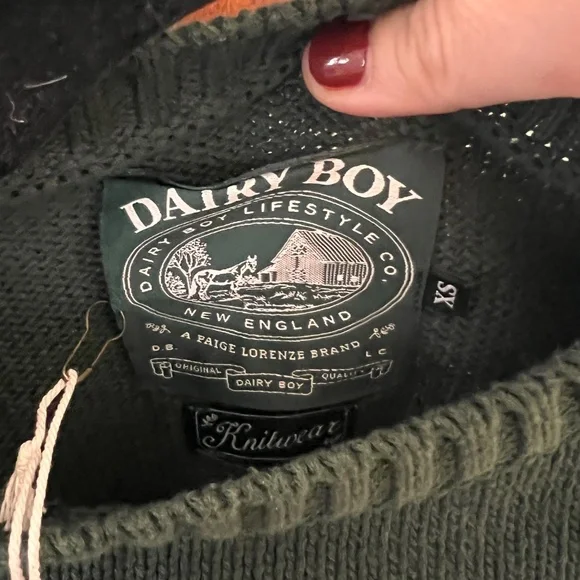 DAIRY BOY
DAIRY BOY LIFESTYLE CO.
NEW ENGLAND
A PAIGE LORENZE BRAND
D.B. L C
ORIGINAL QUALITY
DAIRY BOY
XS
Knitwear